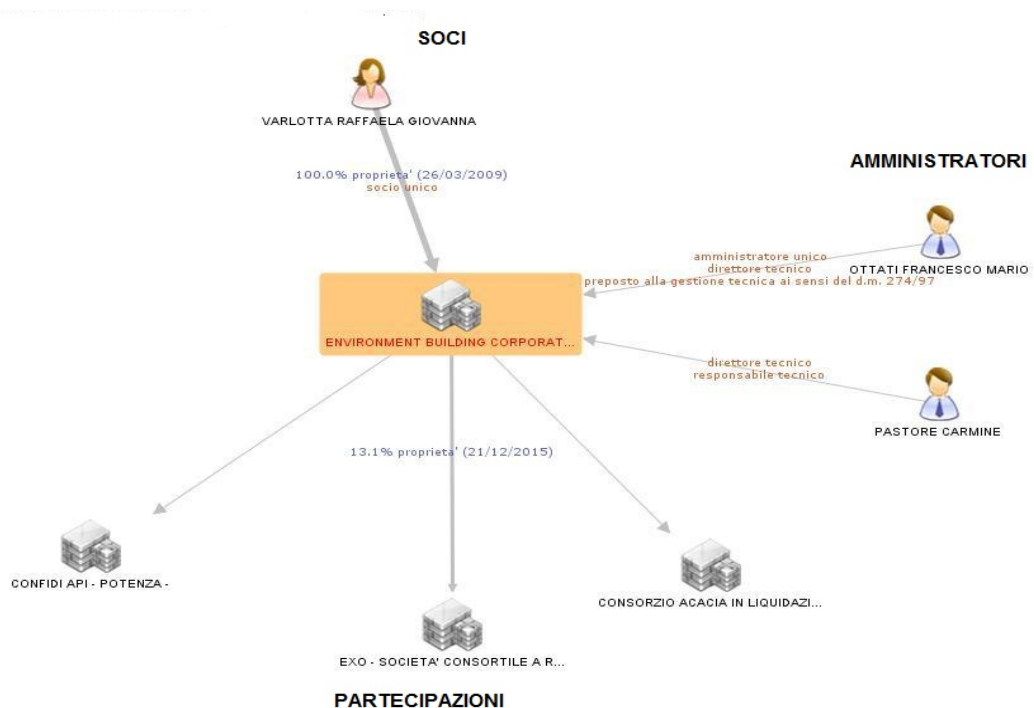 SOCI
VARLOTTA RAFFAELA GIOVANNA
100.0% proprieta' (26/03/2009)
socio unico
AMMINISTRATORI
OTTATI FRANCESCO MARIO
amministratore unico
direttore tecnico
preposto alla gestione tecnica ai sensi del d.m. 274/97
ENVIRONMENT BUILDING CORPORAT...
direttore tecnico
responsabile tecnico
PASTORE CARMINE
13.1% proprieta' (21/12/2015)
CONFIDI API - POTENZA -
CONSORZIO ACACIA IN LIQUIDAZI...
EXO - SOCIETA' CONSORTILE A R...
PARTECIPAZIONI